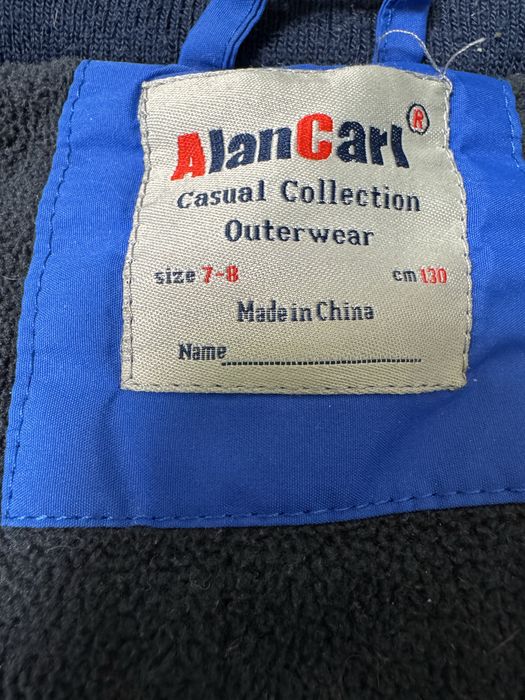 AlanCarl®
Casual Collection
Outerwear
size 7-8 cm 130
Made in China
Name